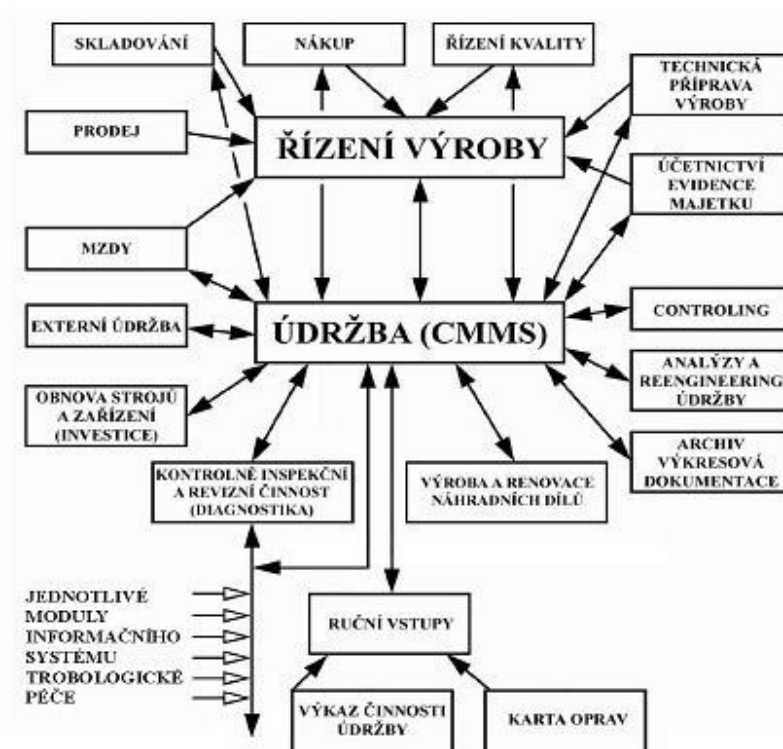 SKLADOVÁNÍ
NÁKUP
ŘÍZENÍ KVALITY
TECHNICKÁ
PŘÍPRAVA
VÝROBY
PRODEJ
ŘÍZENÍ VÝROBY
ÚČETNICTVÍ
EVIDENCE
MAJETKU
MZDY
EXTERNÍ ÚDRŽBA
ÚDRŽBA (CMMS)
CONTROLING
OBNOVA STROJŮ
A ZAŘÍZENÍ
(INVESTICE)
ANALÝZY A
REENGINEERING
ÚDRŽBY
KONTROLNĚ INSPEKČNÍ
A REVIZNÍ ČINNOST
(DIAGNOSTIKA)
VÝROBA A RENOVACE
NÁHRADNÍCH DÍLŮ
ARCHIV
VÝKRESOVÁ
DOKUMENTACE
JEDNOTLIVÉ
MODULY
INFORMAČNÍHO
SYSTÉMU
TROBOLOGICKÉ
PÉČE
RUČNÍ VSTUPY
VÝKAZ ČINNOSTI
ÚDRŽBY
KARTA OPRAV